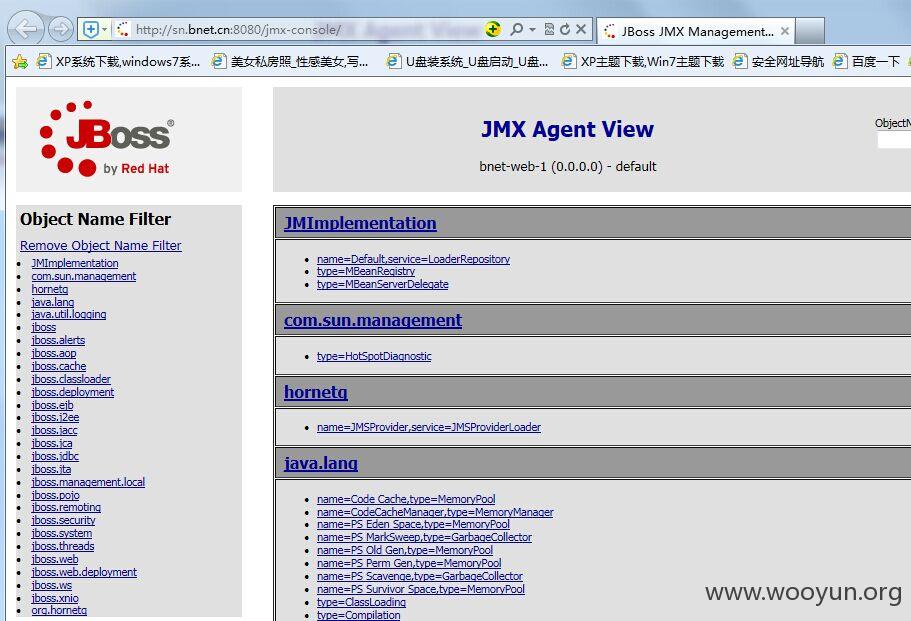 http://sn.bnet.cn:8080/jmx-console/
JBoss JMX Management...
XP系统下载,windows7系...
美女私房照_性感美女,写...
U盘装系统_U盘启动_U盘...
XP主题下载,Win7主题下载
安全网址导航
百度一下
JBoss®
by Red Hat
JMX Agent View
bnet-web-1 (0.0.0.0) - default
ObjectN
Object Name Filter
Remove Object Name Filter
JMImplementation
com.sun.management
hornetq
java.lang
java.util.logging
jboss
jboss.alerts
jboss.aop
jboss.cache
jboss.classloader
jboss.deployment
jboss.ejb
jboss.j2ee
jboss.jacc
jboss.jca
jboss.jdbc
jboss.jta
jboss.management.local
jboss.pojo
jboss.remoting
jboss.security
jboss.system
jboss.threads
jboss.web
jboss.web.deployment
jboss.ws
jboss.xnio
org.hornetq
JMImplementation
name=Default,service=LoaderRepository
type=MBeanRegistry
type=MBeanServerDelegate
com.sun.management
type=HotSpotDiagnostic
hornetq
name=JMSProvider,service=JMSProviderLoader
java.lang
name=Code Cache,type=MemoryPool
name=CodeCacheManager,type=MemoryManager
name=PS Eden Space,type=MemoryPool
name=PS MarkSweep,type=GarbageCollector
name=PS Old Gen,type=MemoryPool
name=PS Perm Gen,type=MemoryPool
name=PS Scavenge,type=GarbageCollector
name=PS Survivor Space,type=MemoryPool
type=ClassLoading
type=Compilation
www.wooyun.org